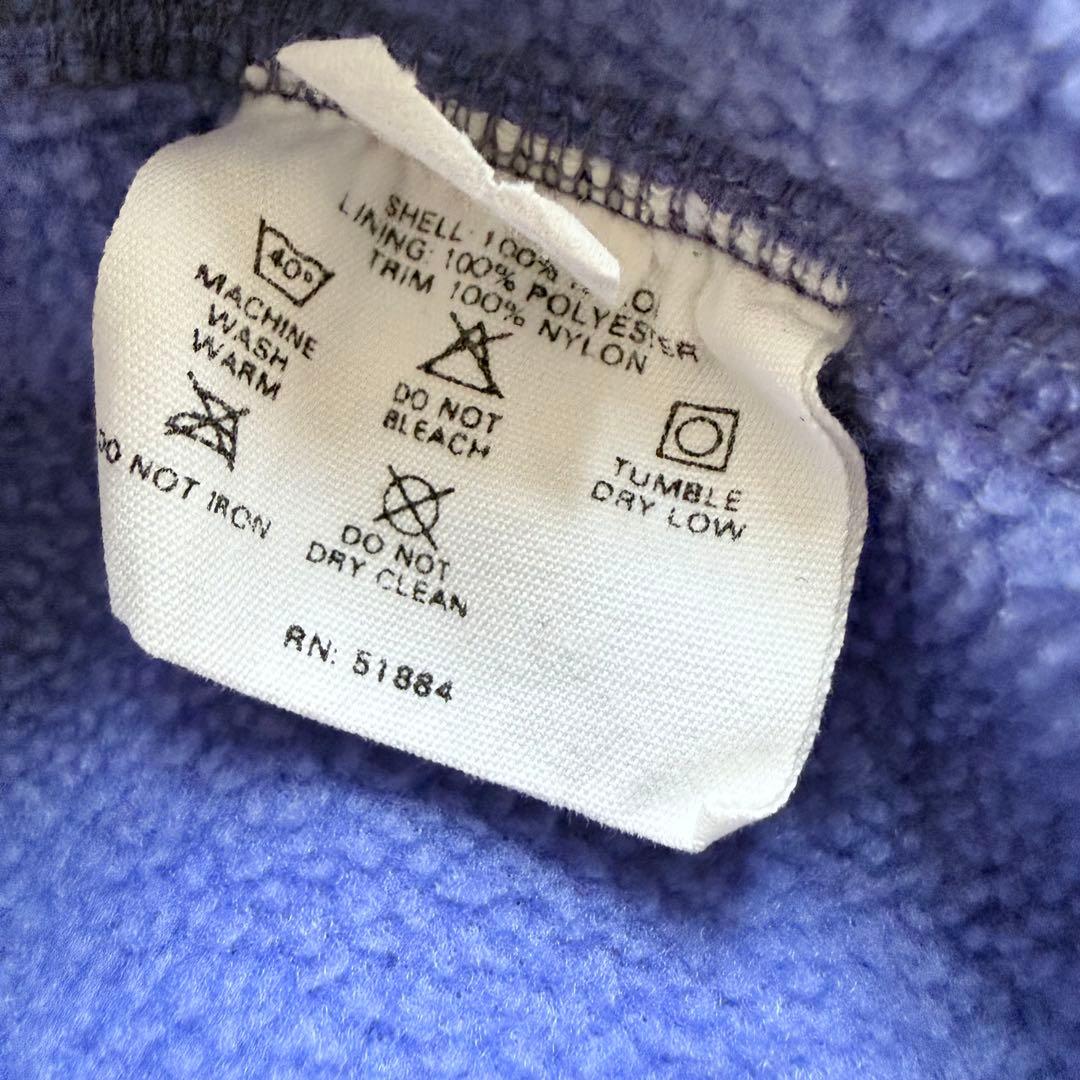 SHELL: 100%
LINING: 100% POLYESTER
TRIM 100% NYLON
40°
MACHINE
WASH
WARM
DO NOT
BLEACH
TUMBLE
DRY LOW
DO NOT IRON
DO NOT
DRY CLEAN
RN: 51884